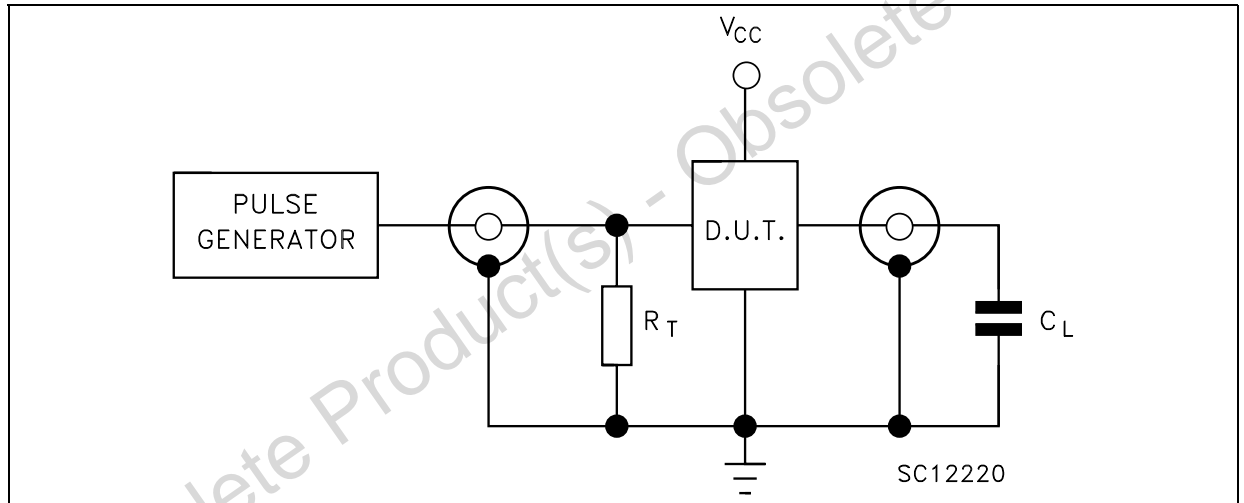 VCC
PULSE
GENERATOR
D.U.T.
RT
CL
SC12220
Obsolete Product(s) - Obsolete